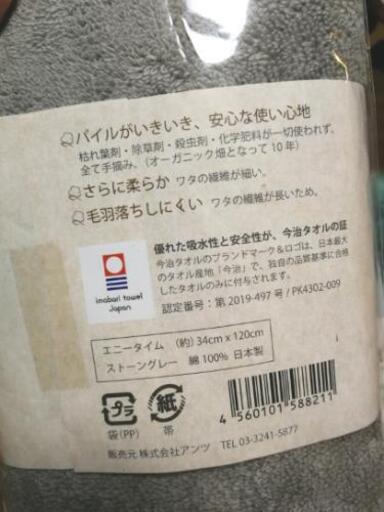 パイルがいきいき、安心な使い心地
枯れ葉剤・除草剤・殺虫剤・化学肥料が一切使われず、
全て手摘み、(オーガニック畑となって10年)
さらに柔らか ワタの繊維が細い。
毛羽落ちしにくい ワタの繊維が長いため。
優れた吸水性と安全性が、今治タオルの証
今治タオルのブランドマーク&ロゴは、日本最大
のタオル産地「今治」で、独自の品質基準に合格
したタオルのみに付与されます。
認定番号:第 2019-497 号 / PK4302-009
imabari towel
Japan
エニータイム (約) 34cm x 120cm
ストーングレー 綿 100% 日本製
プラ
紙
袋(PP)
帯
4 560101 588211
TEL 03-3241-5877
販売元 株式会社アンツ